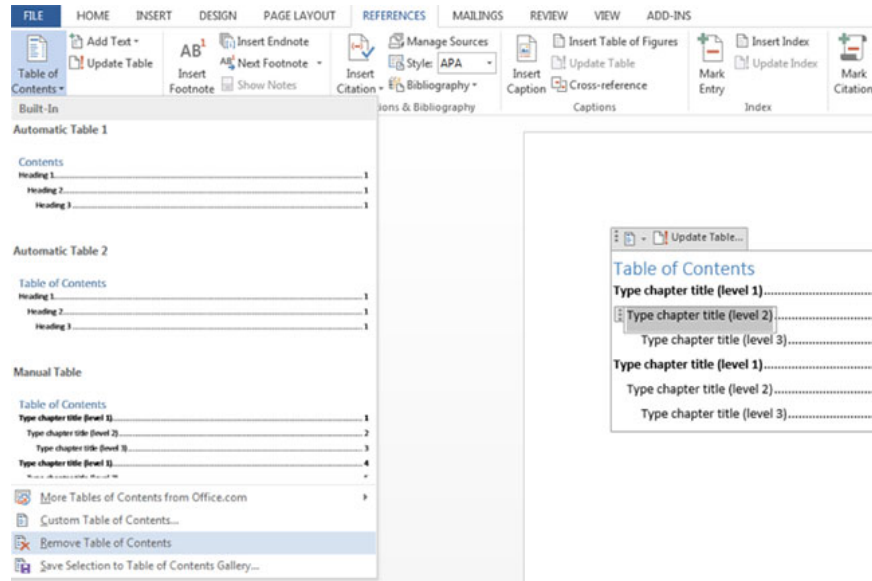 FILE HOME INSERT DESIGN PAGE LAYOUT REFERENCES MAILINGS REVIEW VIEW ADD-INS
Table of Contents
Add Text
Update Table
AB1
Insert Footnote
Insert Endnote
AB1 Next Footnote
Show Notes
Insert Citation
Manage Sources
Style: APA
Bibliography
ions & Bibliography
Insert Caption
Insert Table of Figures
Update Table
Cross-reference
Captions
Mark Entry
Insert Index
Update Index
Index
Mark Citation
Built-In
Automatic Table 1
Contents
Heading 1 1
Heading 2 1
Heading 3 1
Automatic Table 2
Table of Contents
Heading 1 1
Heading 2 1
Heading 3 1
Manual Table
Table of Contents
Type chapter title (level 1) 1
Type chapter title (level 2) 2
Type chapter title (level 3) 3
Type chapter title (level 1) 4
More Tables of Contents from Office.com
Custom Table of Contents...
Remove Table of Contents
Save Selection to Table of Contents Gallery...
Update Table...
Table of Contents
Type chapter title (level 1)
Type chapter title (level 2)
Type chapter title (level 3)
Type chapter title (level 1)
Type chapter title (level 2)
Type chapter title (level 3)